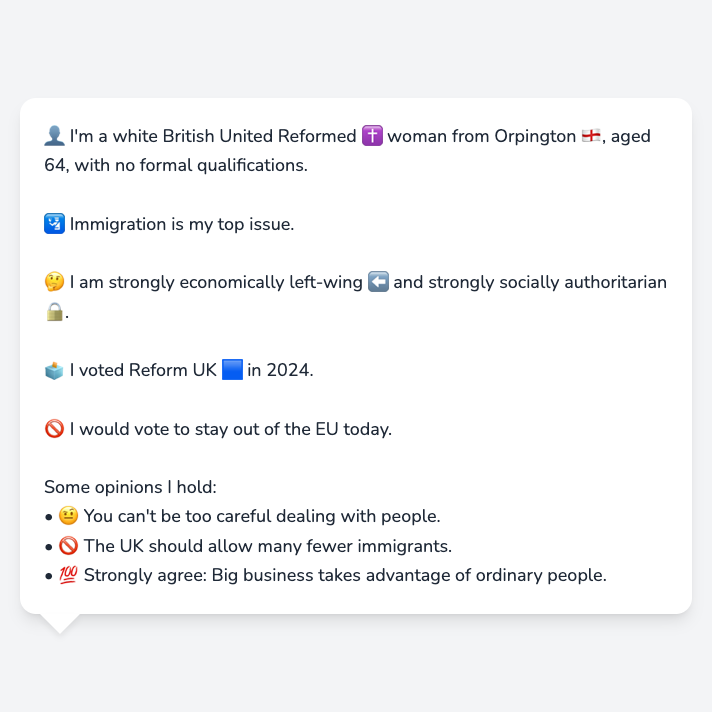 👤 I'm a white British United Reformed ✝️ woman from Orpington 🏴󠁧󠁢󠁥󠁮󠁧󠁿, aged
64, with no formal qualifications.
🛂 Immigration is my top issue.
🤔 I am strongly economically left-wing ⬅️ and strongly socially authoritarian
🔒.
🗳️ I voted Reform UK 🟦 in 2024.
🚫 I would vote to stay out of the EU today.
Some opinions I hold:
• 🤨 You can't be too careful dealing with people.
• 🚫 The UK should allow many fewer immigrants.
• 💯 Strongly agree: Big business takes advantage of ordinary people.